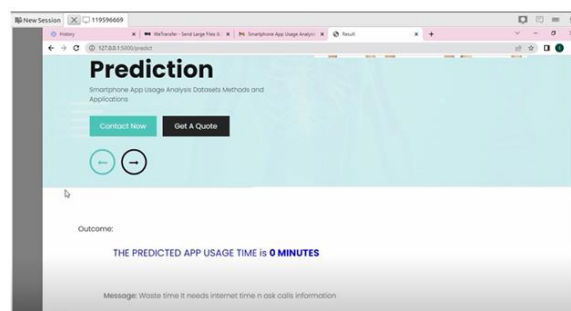 New Session
119596669
History
WeTransfer - Send Large Files &
Smartphone App Usage Analysi
Result
127.0.0.1:5000/predict
Prediction
Smartphone App Usage Analysis Datasets Methods and
Applications
Contact Now
Get A Quote
Outcome:
THE PREDICTED APP USAGE TIME is 0 MINUTES
Message: Waste time it needs internet time n ask calls information